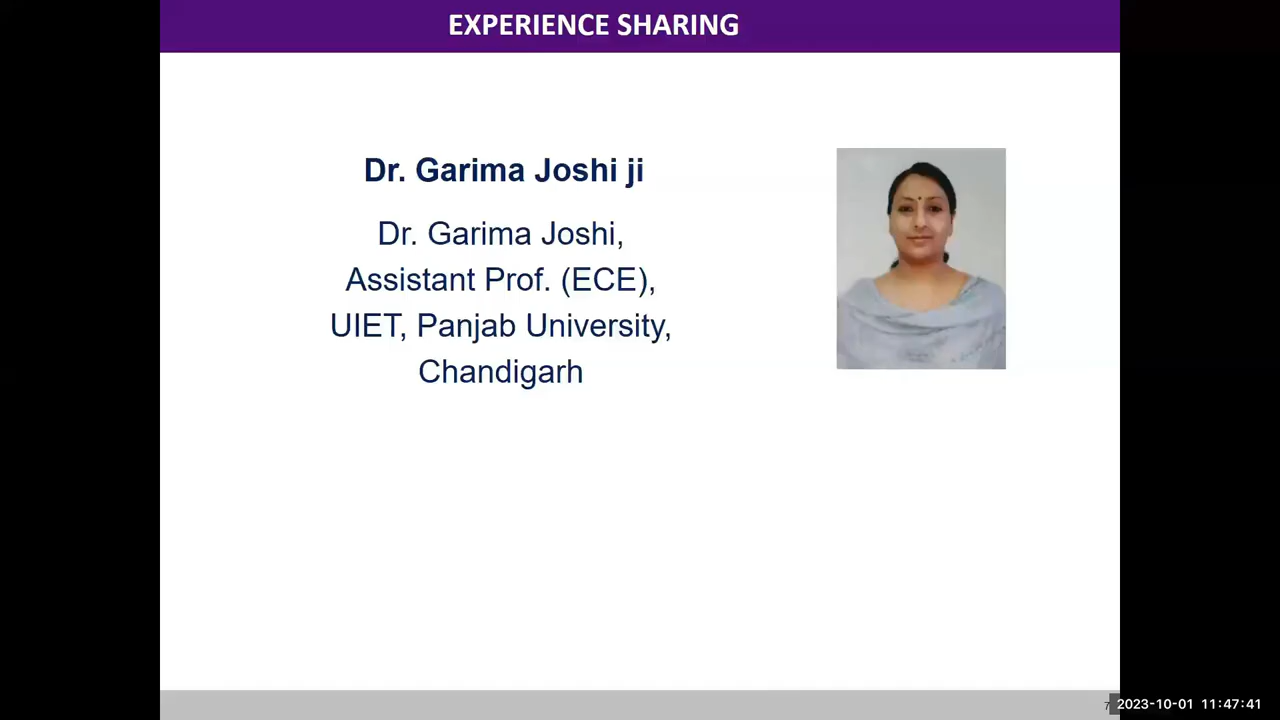 EXPERIENCE SHARING
Dr. Garima Joshi ji
Dr. Garima Joshi,
Assistant Prof. (ECE),
UIET, Panjab University,
Chandigarh
7
2023-10-01 11:47:41